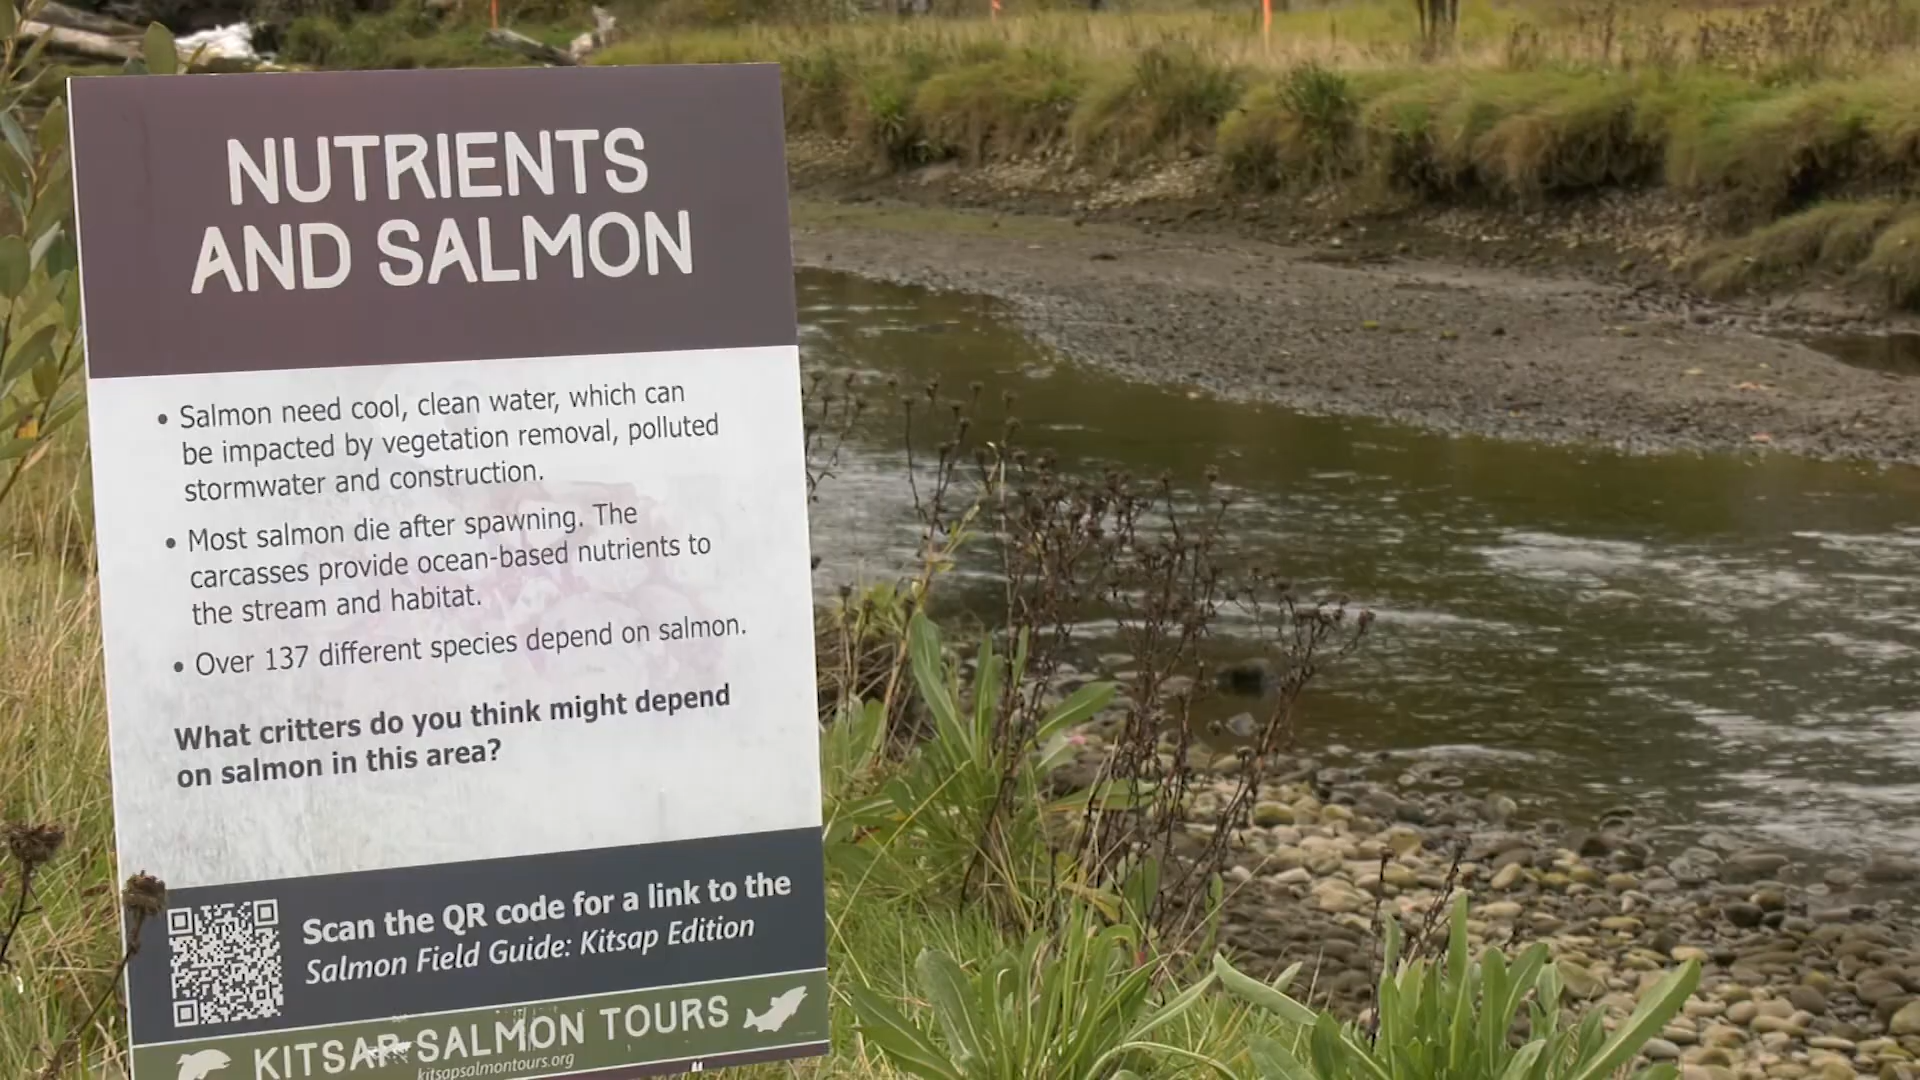 NUTRIENTS
AND SALMON
• Salmon need cool, clean water, which can
be impacted by vegetation removal, polluted
stormwater and construction.
• Most salmon die after spawning. The
carcasses provide ocean-based nutrients to
the stream and habitat.
• Over 137 different species depend on salmon.
What critters do you think might depend
on salmon in this area?
Scan the QR code for a link to the
Salmon Field Guide: Kitsap Edition
KITSAP SALMON TOURS
kitsapsalmontours.org